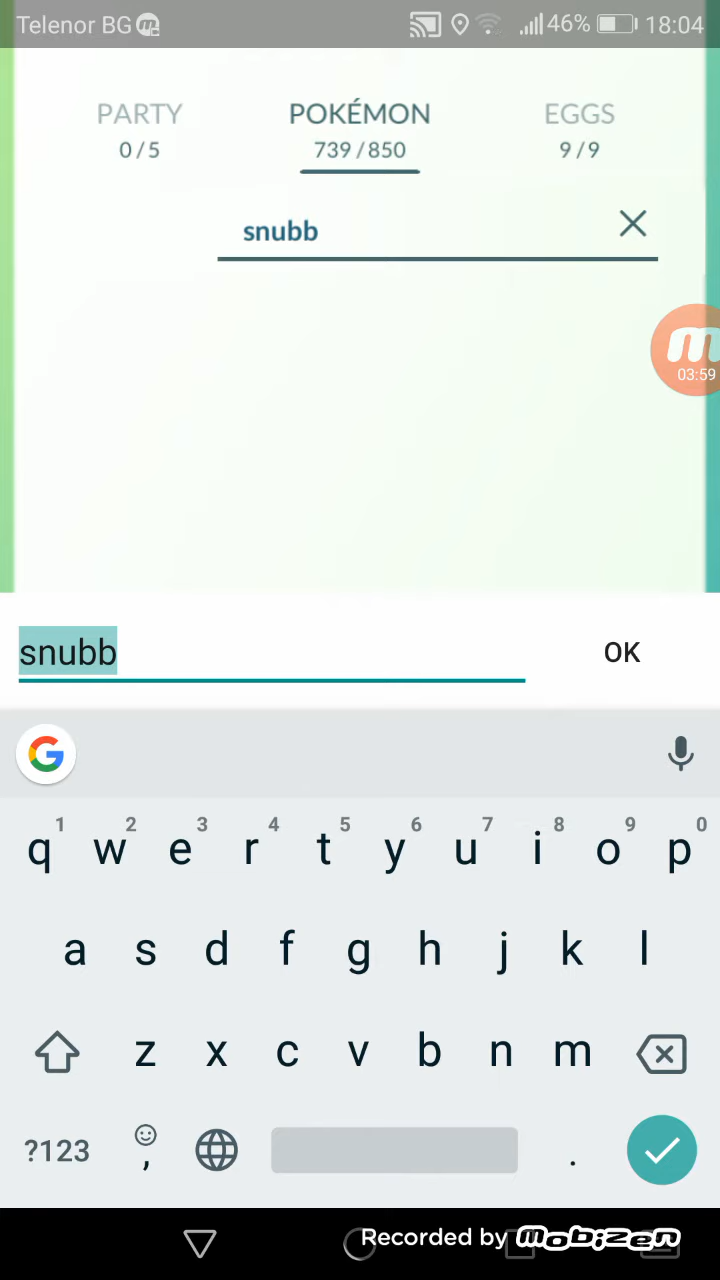 Telenor BG 46% 18:04
PARTY POKÉMON EGGS
0/5 739/850 9/9
snubb
m
03:59
snubb OK
G
1 2 3 4 5 6 7 8 9 0
q w e r t y u i o p
a s d f g h j k l
z x c v b n m
?123 , .
Recorded by mobizen